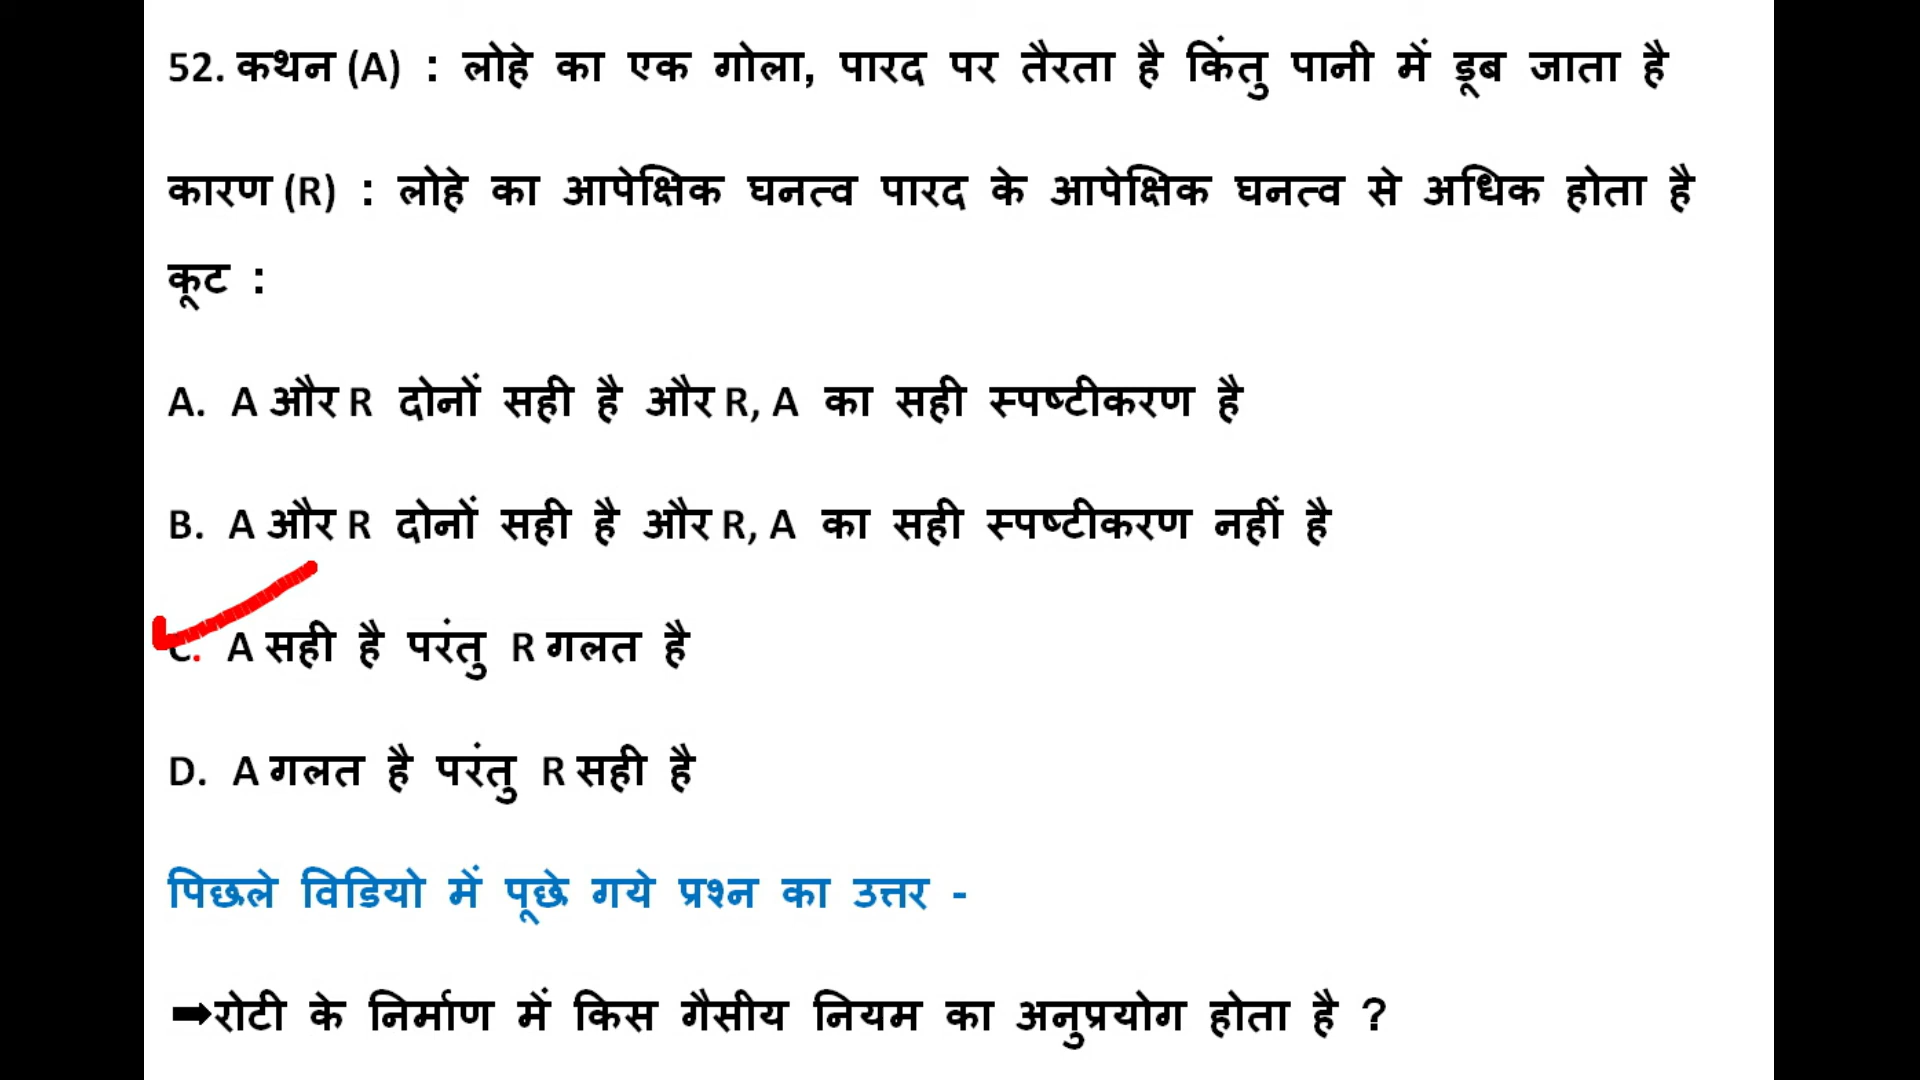 52. कथन (A) : लोहे का एक गोला, पारद पर तैरता है किंतु पानी में डूब जाता है
कारण (R) : लोहे का आपेक्षिक घनत्व पारद के आपेक्षिक घनत्व से अधिक होता है
कूट :
A. A और R दोनों सही है और R, A का सही स्पष्टीकरण है
B. A और R दोनों सही है और R, A का सही स्पष्टीकरण नहीं है
C. A सही है परंतु R गलत है
D. A गलत है परंतु R सही है
पिछले विडियो में पूछे गये प्रश्न का उत्तर -
➡रोटी के निर्माण में किस गैसीय नियम का अनुप्रयोग होता है ?